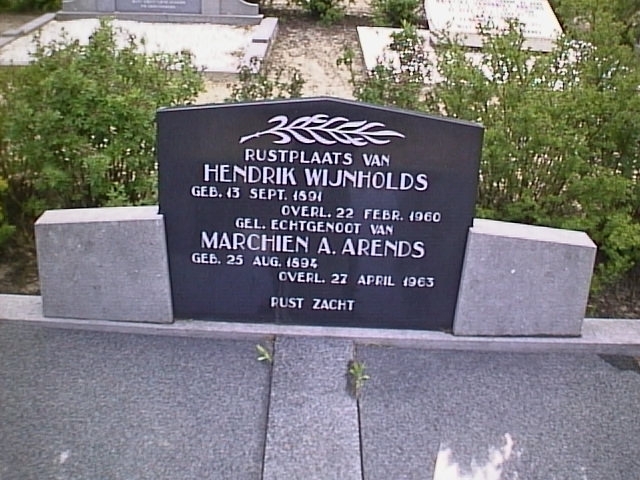 RUSTPLAATS VAN
HENDRIK WIJNHOLDS
GEB. 13 SEPT. 1891
OVERL. 22 FEBR. 1960
GEL. ECHTGENOOT VAN
MARCHIEN A. ARENDS
GEB. 25 AUG. 1894
OVERL. 27 APRIL 1963
RUST ZACHT